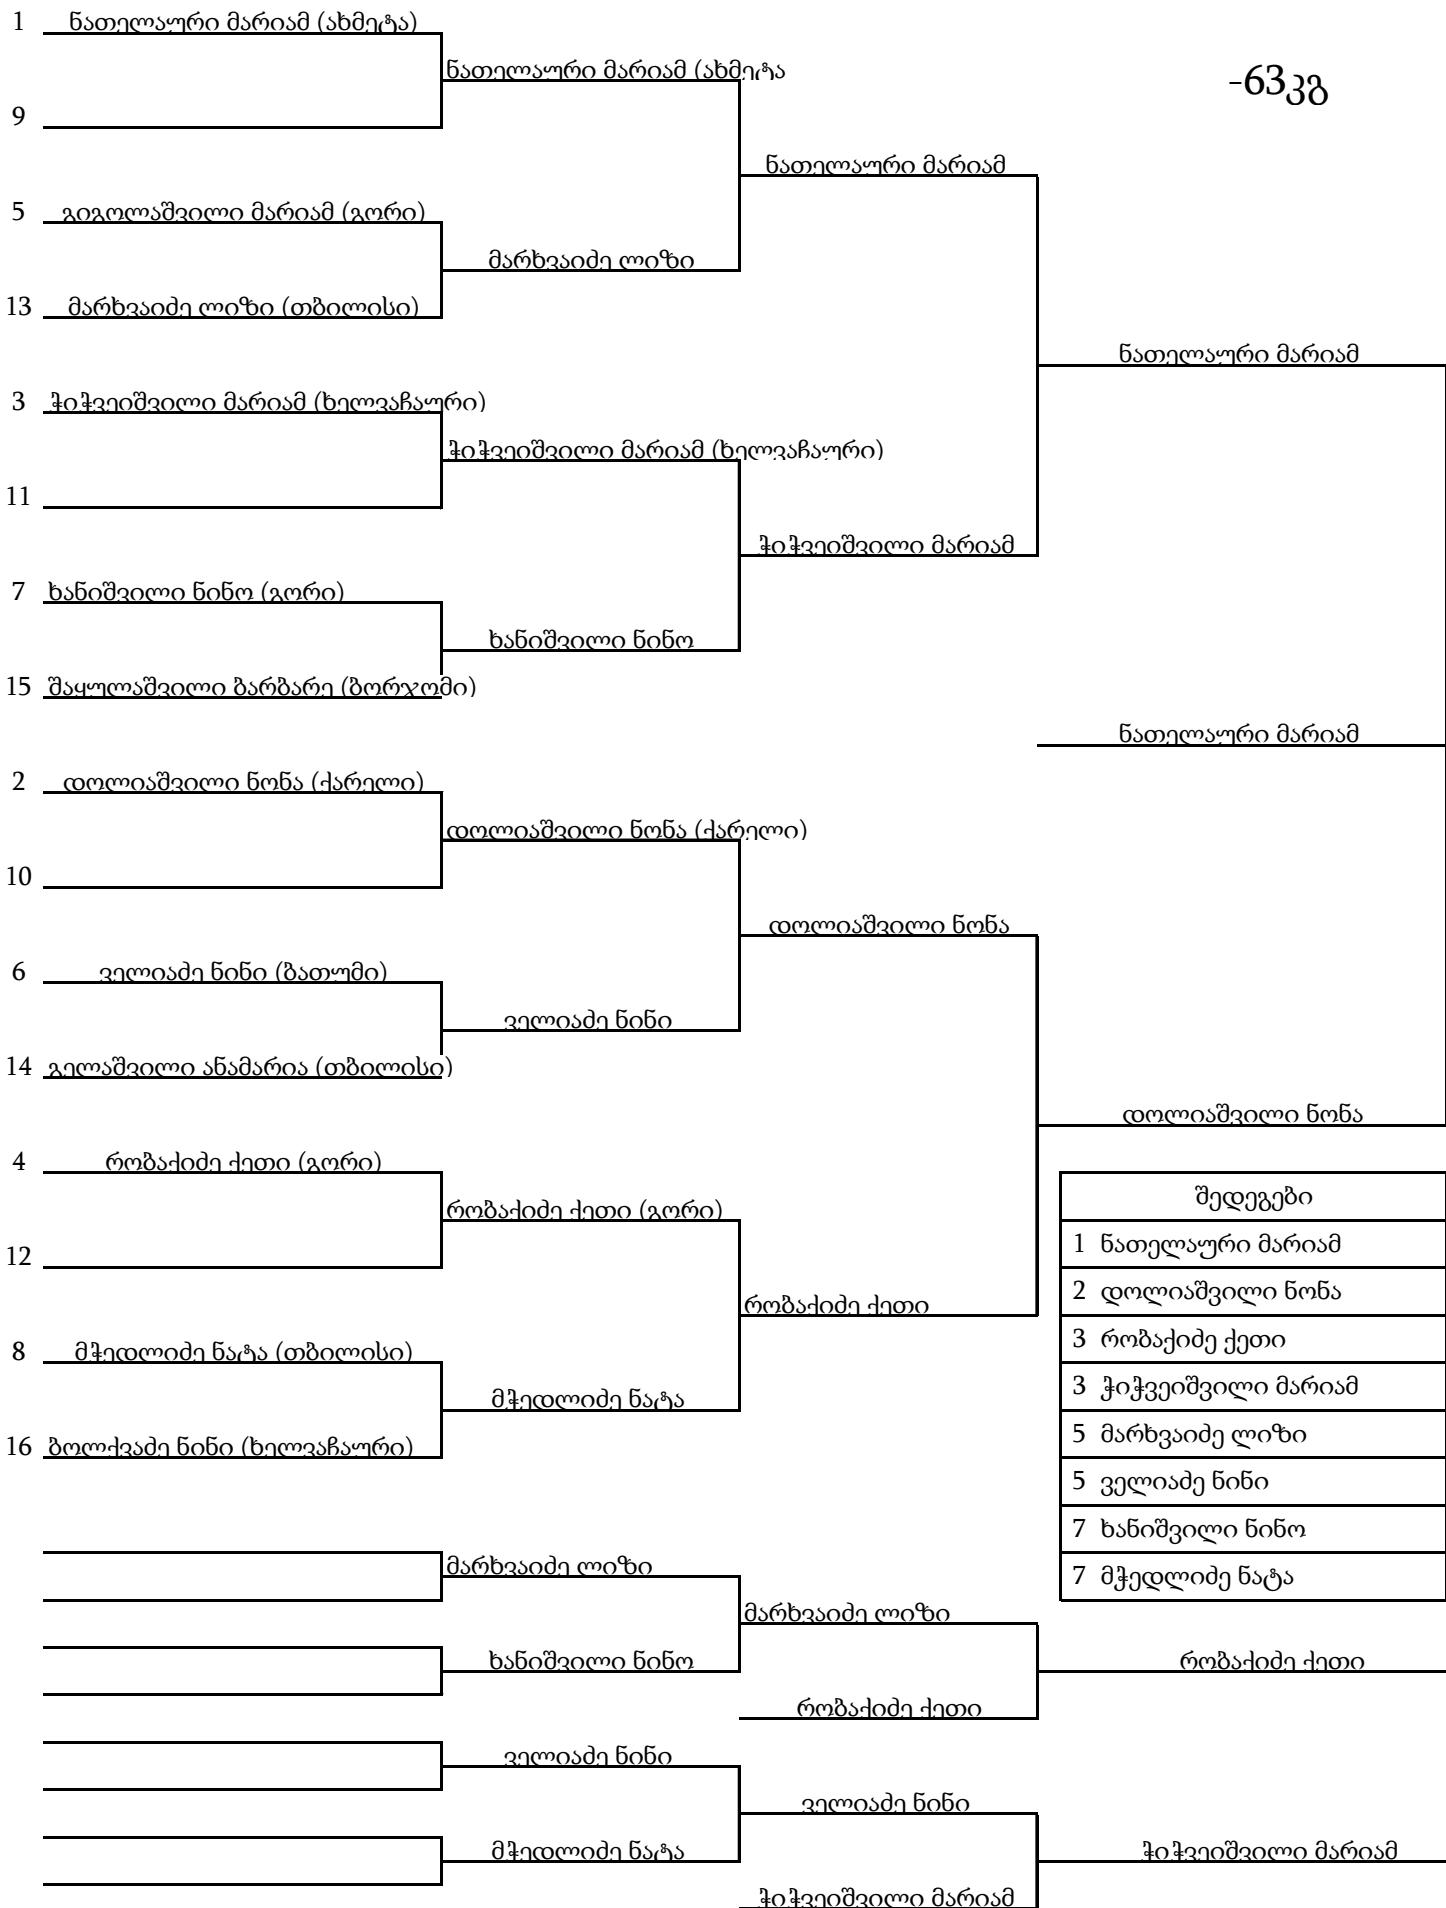 1 ნათელაური მარიამ (ახმეტა)
ნათელაური მარიამ (ახმეტა
-63კგ
9
ნათელაური მარიამ
5 გიგოლაშვილი მარიამ (გორი)
მარხვაიძე ლიზი
13 მარხვაიძე ლიზი (თბილისი)
ნათელაური მარიამ
3 ჭიჭვეიშვილი მარიამ (ხელვაჩაური)
ჭიჭვეიშვილი მარიამ (ხელვაჩაური)
11
ჭიჭვეიშვილი მარიამ
7 ხანიშვილი ნინო (გორი)
ხანიშვილი ნინო
15 შაყულაშვილი ბარბარე (ბორჯომი)
ნათელაური მარიამ
2 დოლიაშვილი ნონა (ქარელი)
დოლიაშვილი ნონა (ქარელი)
10
დოლიაშვილი ნონა
6 ველიაძე ნინი (ბათუმი)
ველიაძე ნინი
14 გელაშვილი ანამარია (თბილისი)
დოლიაშვილი ნონა
4 რობაქიძე ქეთი (გორი)
რობაქიძე ქეთი (გორი)
12
რობაქიძე ქეთი
8 მჭედლიძე ნატა (თბილისი)
მჭედლიძე ნატა
16 ბოლქვაძე ნინი (ხელვაჩაური)
შედეგები
1 ნათელაური მარიამ
2 დოლიაშვილი ნონა
3 რობაქიძე ქეთი
3 ჭიჭვეიშვილი მარიამ
5 მარხვაიძე ლიზი
5 ველიაძე ნინი
7 ხანიშვილი ნინო
7 მჭედლიძე ნატა
მარხვაიძე ლიზი
მარხვაიძე ლიზი
ხანიშვილი ნინო
რობაქიძე ქეთი
რობაქიძე ქეთი
ველიაძე ნინი
ველიაძე ნინი
მჭედლიძე ნატა
ჭიჭვეიშვილი მარიამ
ჭიჭვეიშვილი მარიამ